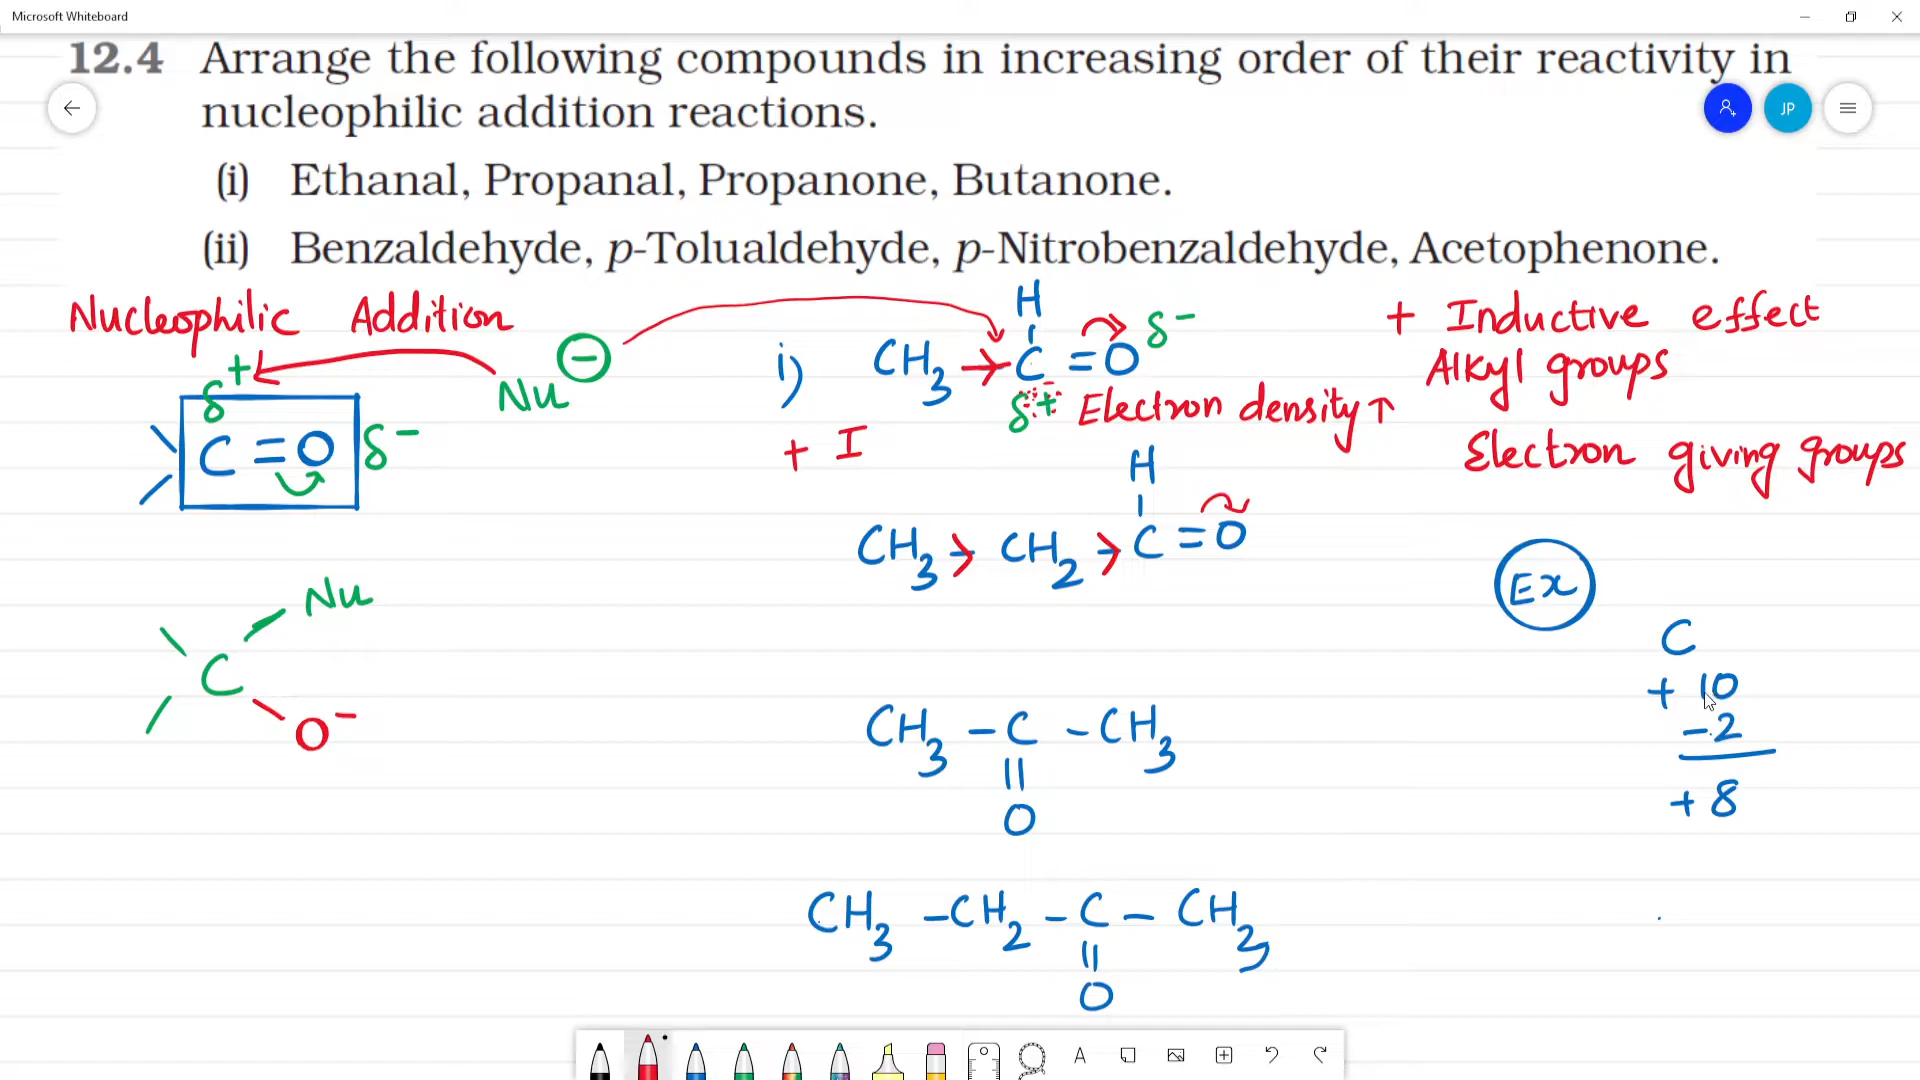 Microsoft Whiteboard
12.4 Arrange the following compounds in increasing order of their reactivity in
nucleophilic addition reactions.
JP
(i) Ethanal, Propanal, Propanone, Butanone.
(ii) Benzaldehyde, p-Tolualdehyde, p-Nitrobenzaldehyde, Acetophenone.
Nucleophilic Addition
δ+
Nu −
C = O δ−
Nu
C
O−
i) CH3 → C = O δ−
H
δ+ Electron density ↑
+ I
H
CH3 > CH2 > C = O
CH3 – C – CH3
||
O
CH3 – CH2 – C – CH3
||
O
+ Inductive effect
Alkyl groups
Electron giving groups
Ex
C
+ 10
− 2
+ 8
A